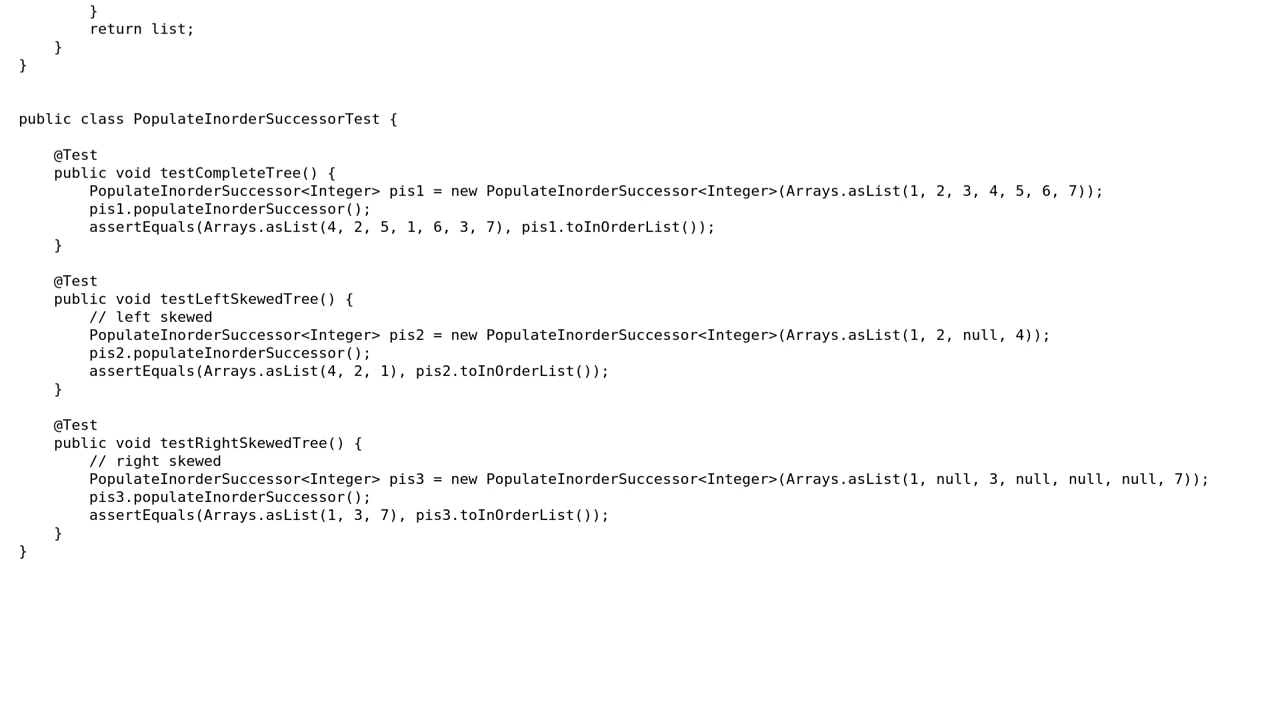 }
        return list;
    }
}

public class PopulateInorderSuccessorTest {

    @Test
    public void testCompleteTree() {
        PopulateInorderSuccessor<Integer> pis1 = new PopulateInorderSuccessor<Integer>(Arrays.asList(1, 2, 3, 4, 5, 6, 7));
        pis1.populateInorderSuccessor();
        assertEquals(Arrays.asList(4, 2, 5, 1, 6, 3, 7), pis1.toInOrderList());
    }

    @Test
    public void testLeftSkewedTree() {
        // left skewed
        PopulateInorderSuccessor<Integer> pis2 = new PopulateInorderSuccessor<Integer>(Arrays.asList(1, 2, null, 4));
        pis2.populateInorderSuccessor();
        assertEquals(Arrays.asList(4, 2, 1), pis2.toInOrderList());
    }

    @Test
    public void testRightSkewedTree() {
        // right skewed
        PopulateInorderSuccessor<Integer> pis3 = new PopulateInorderSuccessor<Integer>(Arrays.asList(1, null, 3, null, null, null, 7));
        pis3.populateInorderSuccessor();
        assertEquals(Arrays.asList(1, 3, 7), pis3.toInOrderList());
    }
}